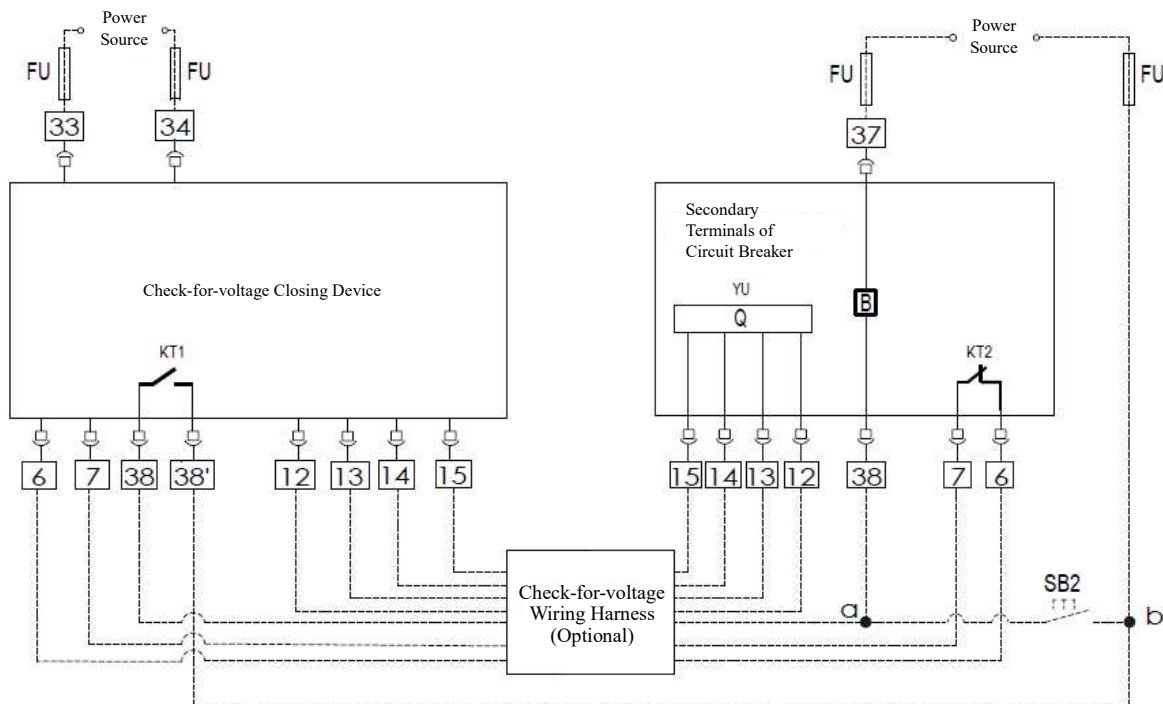 Power
Source
FU
FU
33
34
Power
Source
FU
FU
37
Check-for-voltage Closing Device
KT1
Secondary
Terminals of
Circuit Breaker
YU
Q
B
KT2
6
7
38
38'
12
13
14
15
15
14
13
12
38
7
6
Check-for-voltage
Wiring Harness
(Optional)
a
SB2
b